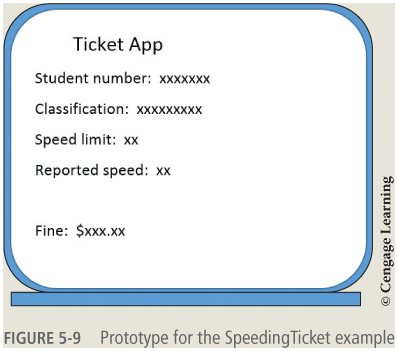 Ticket App
Student number: xxxxxxx
Classification: xxxxxxxxx
Speed limit: xx
Reported speed: xx
Fine: $xxx.xx
© Cengage Learning
FIGURE 5-9 Prototype for the SpeedingTicket example